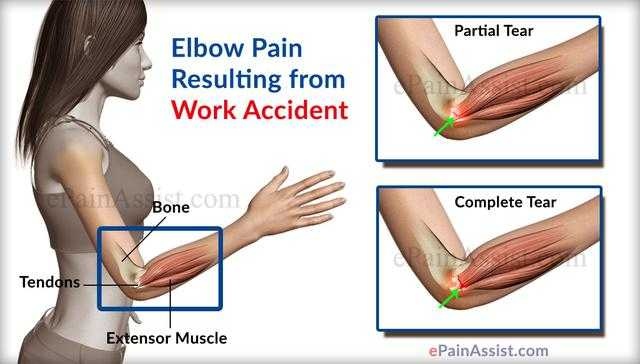 Elbow Pain
Resulting from
Work Accident
Partial Tear
ePainAssist.com
Complete Tear
ePainAssist.com
ePainAssist.com
Bone
Tendons
Extensor Muscle
ePainAssist.com